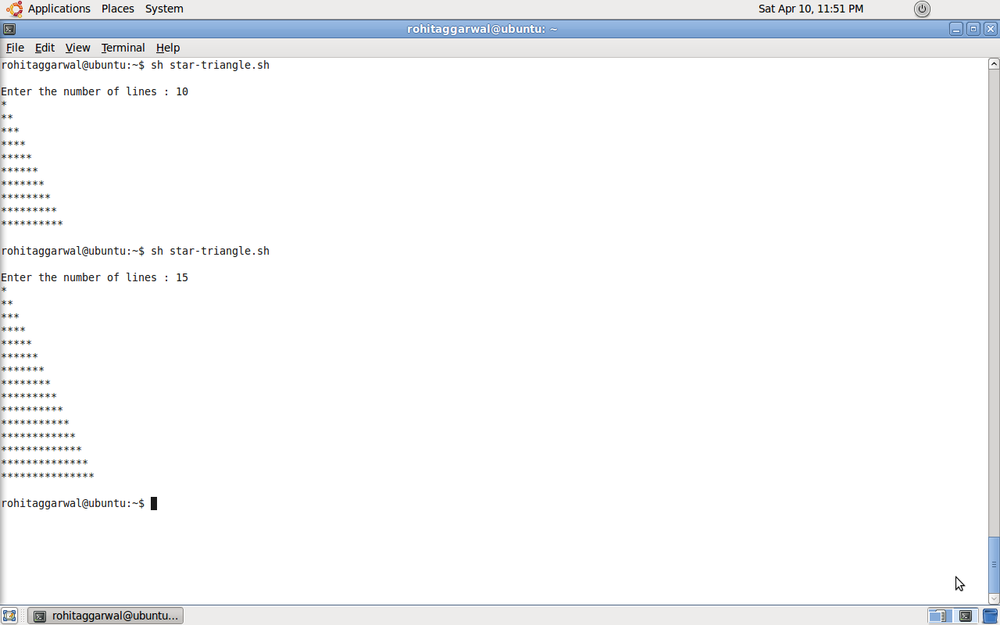 Applications Places System Sat Apr 10, 11:51 PM
rohitaggarwal@ubuntu: ~
File Edit View Terminal Help
rohitaggarwal@ubuntu:~$ sh star-triangle.sh
Enter the number of lines : 10
*
**
***
****
*****
******
*******
********
*********
**********
rohitaggarwal@ubuntu:~$ sh star-triangle.sh
Enter the number of lines : 15
*
**
***
****
*****
******
*******
********
*********
**********
***********
************
*************
**************
***************
rohitaggarwal@ubuntu:~$
rohitaggarwal@ubuntu...